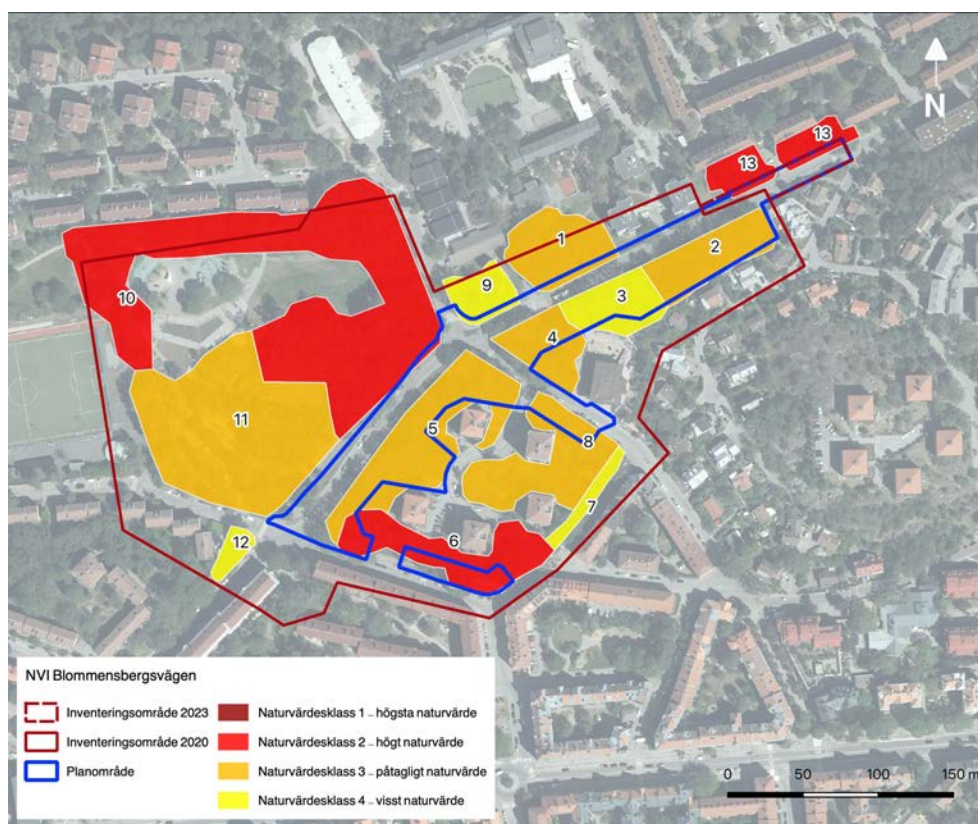 N
13
13
1
2
9
3
10
4
11
5
8
7
6
12
NVI Blommensbergsvägen
Inventeringsområde 2023
Inventeringsområde 2020
Planområde
Naturvärdesklass 1 – högsta naturvärde
Naturvärdesklass 2 – högt naturvärde
Naturvärdesklass 3 – påtagligt naturvärde
Naturvärdesklass 4 – visst naturvärde
0 50 100 150 m